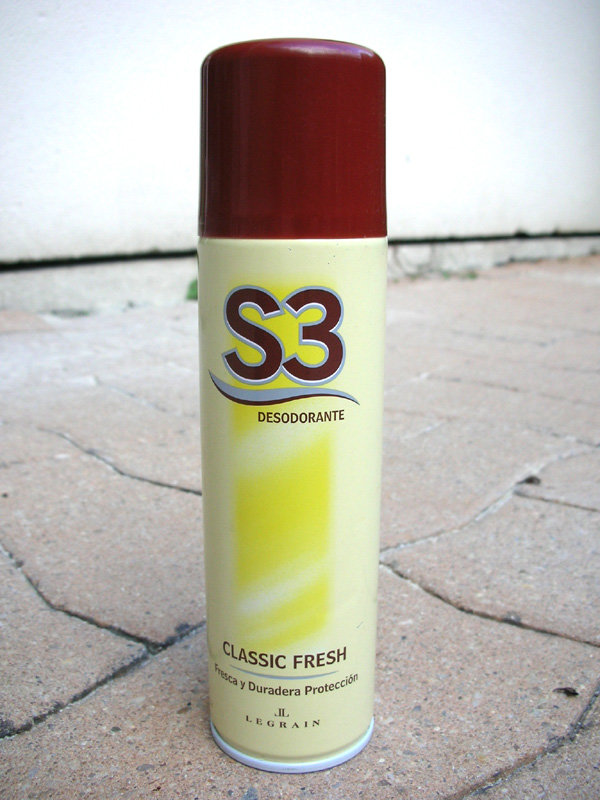 S3
DESODORANTE
CLASSIC FRESH
Fresca y Duradera Protección
LEGRAIN